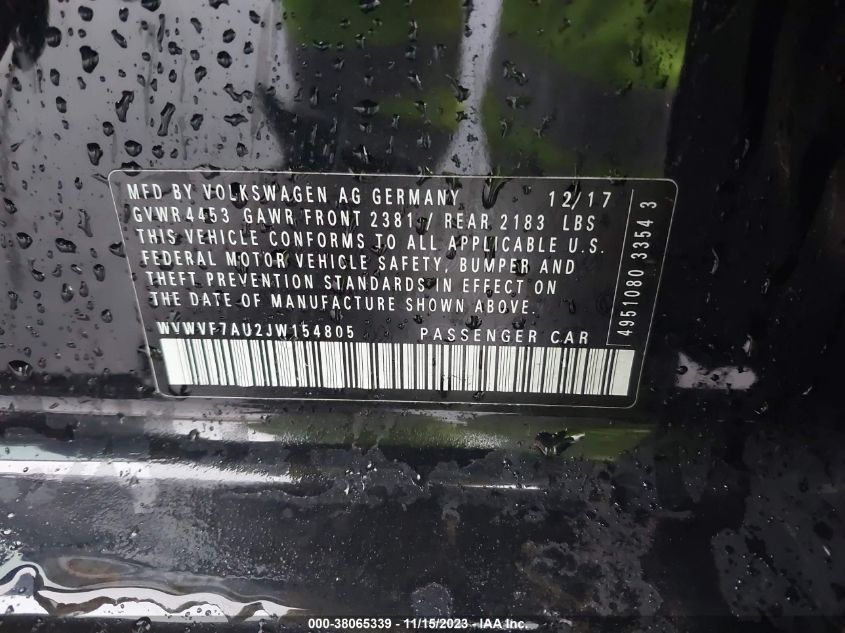 MFD BY VOLKSWAGEN AG GERMANY 12/17
GVWR 4453 GAWR FRONT 2381 / REAR 2183 LBS
THIS VEHICLE CONFORMS TO ALL APPLICABLE U.S.
FEDERAL MOTOR VEHICLE SAFETY, BUMPER AND
THEFT PREVENTION STANDARDS IN EFFECT ON
THE DATE OF MANUFACTURE SHOWN ABOVE.
WVWVF7AU2JW154805 PASSENGER CAR
4951080 3354 3
000-38065339 - 11/15/2023 - IAA Inc.